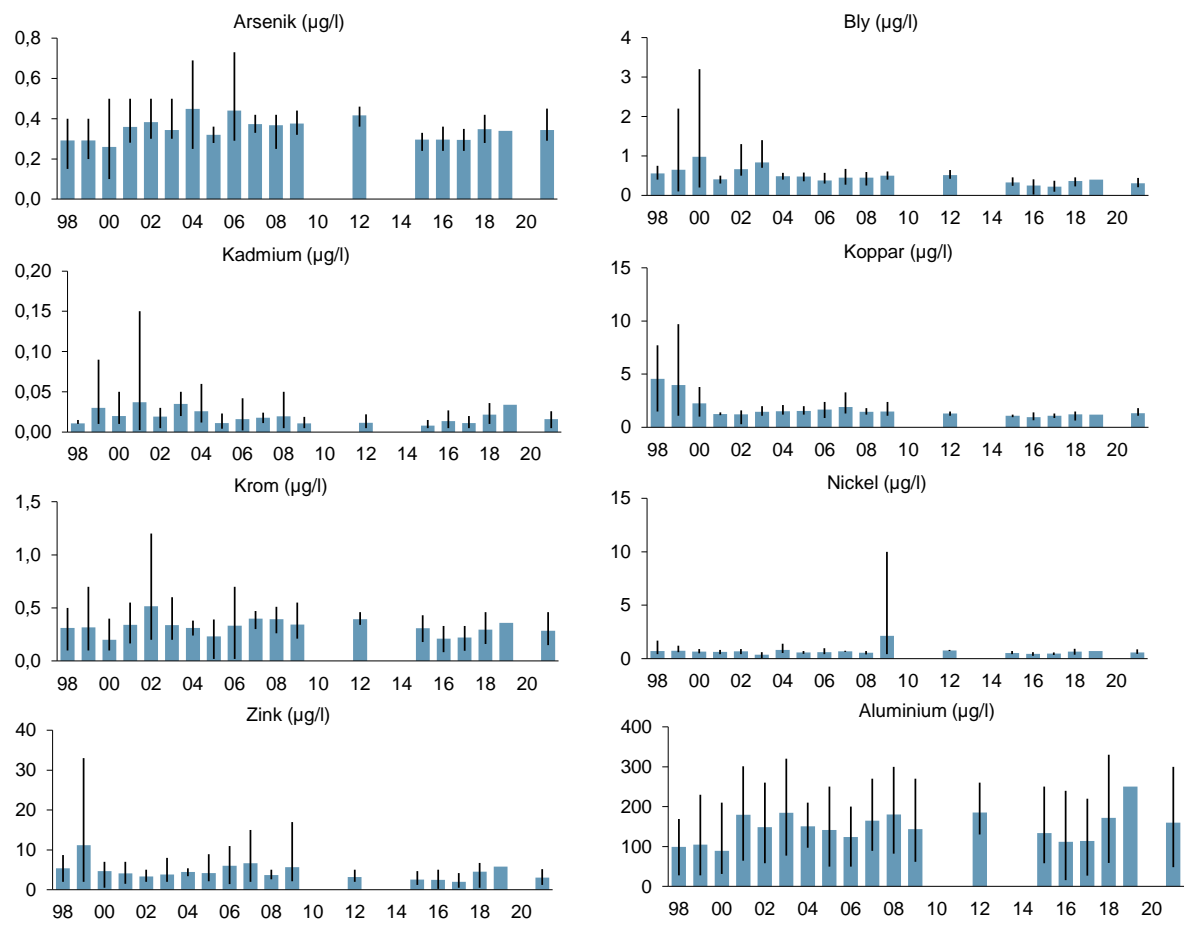 Arsenik (µg/l)
0,8
0,6
0,4
0,2
0,0
98 00 02 04 06 08 10 12 14 16 18 20
Bly (µg/l)
4
3
2
1
0
98 00 02 04 06 08 10 12 14 16 18 20
Kadmium (µg/l)
0,20
0,15
0,10
0,05
0,00
98 00 02 04 06 08 10 12 14 16 18 20
Koppar (µg/l)
15
10
5
0
98 00 02 04 06 08 10 12 14 16 18 20
Krom (µg/l)
1,5
1,0
0,5
0,0
98 00 02 04 06 08 10 12 14 16 18 20
Nickel (µg/l)
15
10
5
0
98 00 02 04 06 08 10 12 14 16 18 20
Zink (µg/l)
40
30
20
10
0
98 00 02 04 06 08 10 12 14 16 18 20
Aluminium (µg/l)
400
300
200
100
0
98 00 02 04 06 08 10 12 14 16 18 20